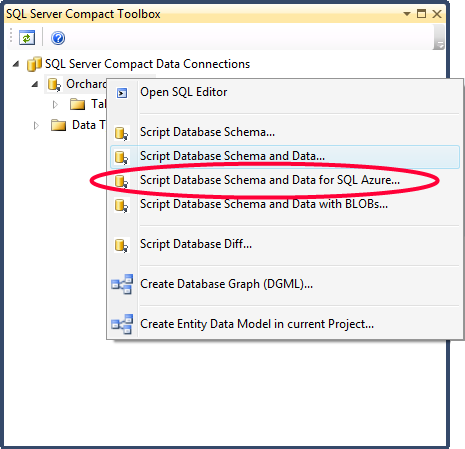 SQL Server Compact Toolbox
SQL Server Compact Data Connections
Orchard
Open SQL Editor
Tab
Data T
Script Database Schema...
Script Database Schema and Data...
Script Database Schema and Data for SQL Azure...
Script Database Schema and Data with BLOBs...
Script Database Diff...
Create Database Graph (DGML)...
Create Entity Data Model in current Project...